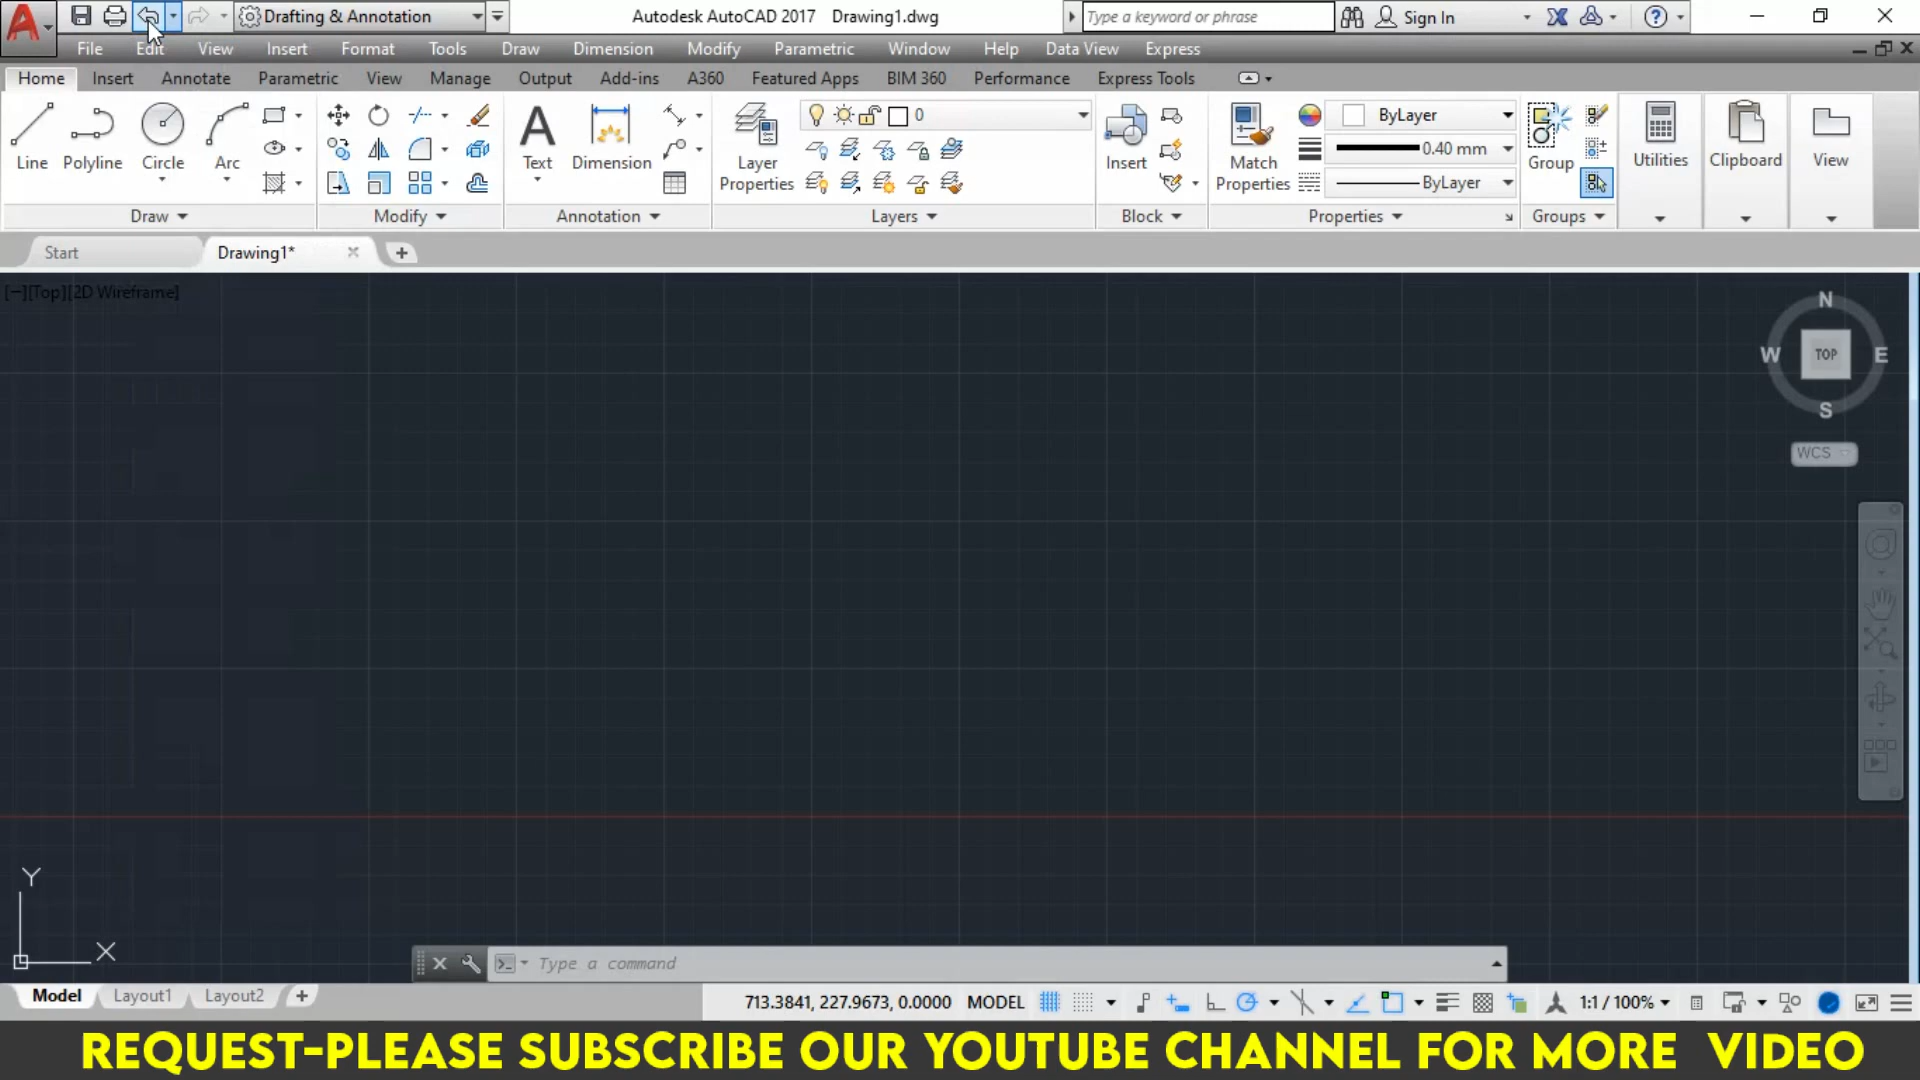 Drafting & Annotation
Autodesk AutoCAD 2017 Drawing1.dwg
Type a keyword or phrase
Sign In
File Edit View Insert Format Tools Draw Dimension Modify Parametric Window Help Data View Express
Home Insert Annotate Parametric View Manage Output Add-ins A360 Featured Apps BIM 360 Performance Express Tools
Line Polyline Circle Arc
Text Dimension
Layer Properties
0
Insert
Match Properties
ByLayer
0.40 mm
ByLayer
Group
Utilities
Clipboard
View
Draw
Modify
Annotation
Layers
Block
Properties
Groups
Start
Drawing1*
[−][Top][2D Wireframe]
N
W TOP E
S
WCS
Y
X
Type a command
Model Layout1 Layout2
713.3841, 227.9673, 0.0000 MODEL
1:1 / 100%
REQUEST-PLEASE SUBSCRIBE OUR YOUTUBE CHANNEL FOR MORE VIDEO